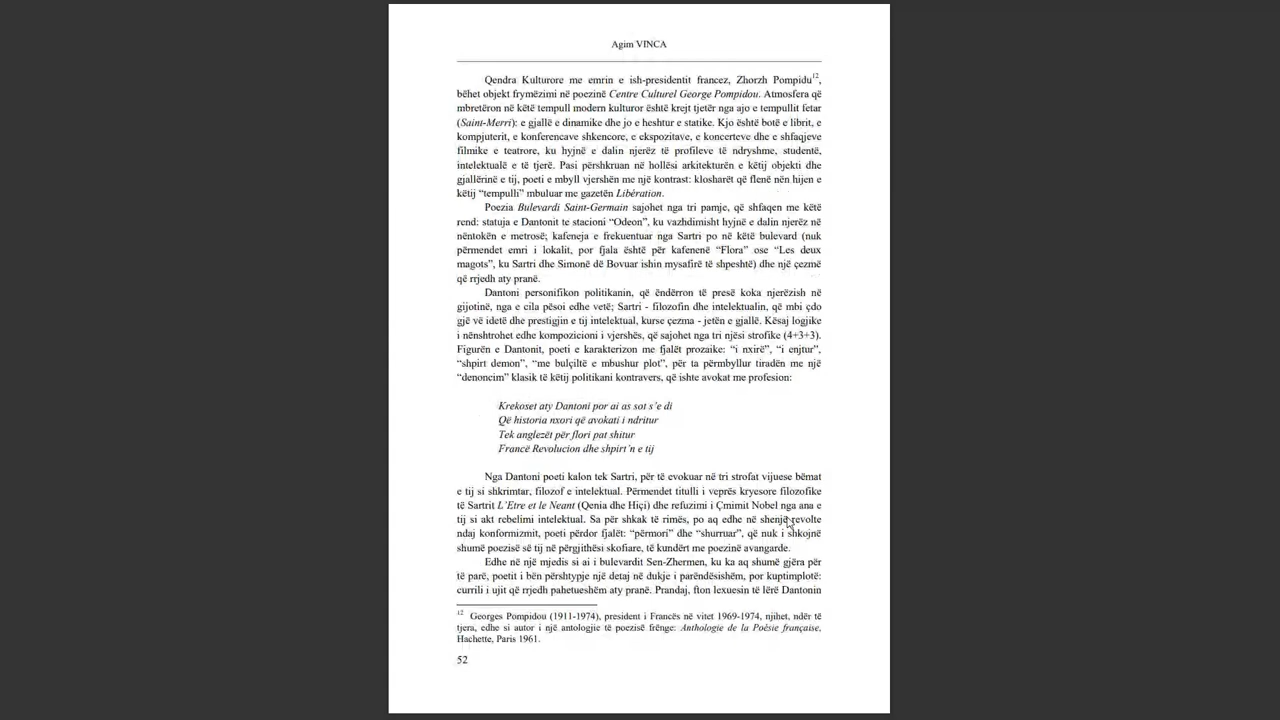 Agim VINCA
Qendra Kulturore me emrin e ish-presidentit francez, Zhorzh Pompidu12,
bëhet objekt frymëzimi në poezinë Centre Culturel George Pompidou. Atmosfera që
mbretëron në këtë tempull modern kulturor është krejt tjetër nga ajo e tempullit fetar
(Saint-Merri): e gjallë e dinamike dhe jo e heshtur e statike. Kjo është botë e librit, e
kompjuterit, e konferencave shkencore, e ekspozitave, e koncerteve dhe e shfaqjeve
filmike e teatrore, ku hyjnë e dalin njerëz të profileve të ndryshme, studentë,
intelektualë e të tjerë. Pasi përshkruan në hollësi arkitekturën e këtij objekti dhe
gjallërinë e tij, poeti e mbyll vjershën me një kontrast: klosharët që flenë nën hijen e
këtij “tempulli” mbuluar me gazetën Libération.
Poezia Bulevardi Saint-Germain sajohet nga tri pamje, që shfaqen me këtë
rend: statuja e Dantonit te stacioni “Odeon”, ku vazhdimisht hyjnë e dalin njerëz në
nëntokën e metrosë; kafeneja e frekuentuar nga Sartri po në këtë bulevard (nuk
përmendet emri i lokalit, por fjala është për kafenenë “Flora” ose “Les deux
magots”, ku Sartri dhe Simonë dë Bovuar ishin mysafirë të shpeshtë) dhe një çezmë
që rrjedh aty pranë.
Dantoni personifikon politikanin, që ëndërron të presë koka njerëzish në
gijotinë, nga e cila pësoi edhe vetë; Sartri - filozofin dhe intelektualin, që mbi çdo
gjë vë idetë dhe prestigjin e tij intelektual, kurse çezma - jetën e gjallë. Kësaj logjike
i nënshtrohet edhe kompozicioni i vjershës, që sajohet nga tri njësi strofike (4+3+3).
Figurën e Dantonit, poeti e karakterizon me fjalët prozaike: “i nxirë”, “i enjtur”,
“shpirt demon”, “me bulçiltë e mbushur plot”, për ta përmbyllur tiradën me një
“denoncim” klasik të këtij politikani kontravers, që ishte avokat me profesion:
Krekoset aty Dantoni por ai as sot s’e di
Që historia nxori që avokati i ndritur
Tek anglezët për flori pat shitur
Francë Revolucion dhe shpirt’n e tij
Nga Dantoni poeti kalon tek Sartri, për të evokuar në tri strofat vijuese bëmat
e tij si shkrimtar, filozof e intelektual. Përmendet titulli i veprës kryesore filozofike
të Sartrit L’Etre et le Neant (Qenia dhe Hiçi) dhe refuzimi i Çmimit Nobel nga ana e
tij si akt rebelimi intelektual. Sa për shkak të rimës, po aq edhe në shenjë revolte
ndaj konformizmit, poeti përdor fjalët: “përmori” dhe “shurruar”, që nuk i shkojnë
shumë poezisë së tij në përgjithësi skofiare, të kundërt me poezinë avangarde.
Edhe në një mjedis si ai i bulevardit Sen-Zhermen, ku ka aq shumë gjëra për
të parë, poetit i bën përshtypje një detaj në dukje i parëndësishëm, por kuptimplotë:
currili i ujit që rrjedh pahetueshëm aty pranë. Prandaj, fton lexuesin të lërë Dantonin
12 Georges Pompidou (1911-1974), president i Francës në vitet 1969-1974, njihet, ndër të
tjera, edhe si autor i një antologjie të poezisë frënge: Anthologie de la Poésie française,
Hachette, Paris 1961.
52